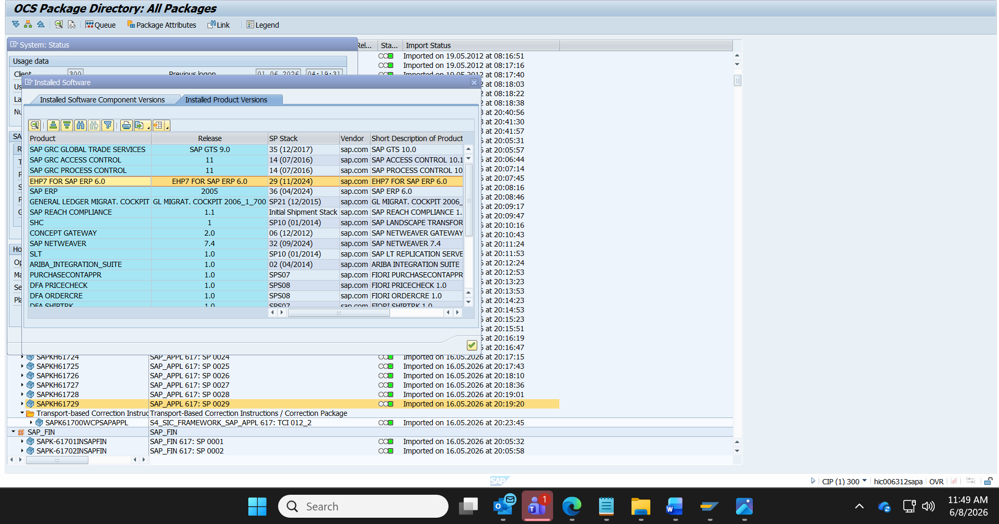 OCS Package Directory: All Packages
Queue Package Attributes Link Legend
System: Status
Rel... Sta... Import Status
Usage data
Imported on 19.05.2012 at 08:16:51
Imported on 19.05.2012 at 08:17:16
Client 300 Previous logon 01.06.2026 04:19:31
Imported on 19.05.2012 at 08:17:40
Installed Software
2 at 08:18:03
Us
2 at 08:18:22
La
Installed Software Component Versions Installed Product Versions
2 at 08:18:38
Nu
at 20:40:56
at 20:41:30
at 20:41:57
SA
at 20:05:31
R
at 20:05:57
at 20:06:44
at 20:07:14
at 20:07:45
at 20:08:16
at 20:08:46
at 20:09:17
at 20:09:47
at 20:10:16
at 20:10:43
Ho
at 20:11:24
at 20:11:53
Op
at 20:12:24
Ma
at 20:12:53
Se
at 20:13:23
at 20:13:53
Pla
at 20:14:23
at 20:14:53
at 20:15:23
at 20:15:51
at 20:16:19
at 20:16:47
Product Release SP Stack Vendor Short Description of Product
SAP GRC GLOBAL TRADE SERVICES SAP GTS 9.0 35 (12/2017) sap.com SAP GTS 10.0
SAP GRC ACCESS CONTROL 11 14 (07/2016) sap.com SAP ACCESS CONTROL 10.1
SAP GRC PROCESS CONTROL 11 14 (07/2016) sap.com SAP PROCESS CONTROL 10
EHP7 FOR SAP ERP 6.0 EHP7 FOR SAP ERP 6.0 29 (11/2024) sap.com EHP7 FOR SAP ERP 6.0
SAP ERP 2005 36 (04/2024) sap.com SAP ERP 6.0
GENERAL LEDGER MIGRAT. COCKPIT GL MIGRAT. COCKPIT 2006_1_700 SP21 (12/2015) sap.com GL MIGRAT. COCKPIT 2006_
SAP REACH COMPLIANCE 1.1 Initial Shipment Stack sap.com SAP REACH COMPLIANCE 1.
SHC 1 SP10 (01/2014) sap.com SAP LANDSCAPE TRANSFOR
CONCEPT GATEWAY 2.0 06 (12/2012) sap.com SAP NETWEAVER GATEWAY
SAP NETWEAVER 7.4 32 (09/2024) sap.com SAP NETWEAVER 7.4
SLT 1.0 SP10 (01/2014) sap.com SAP LT REPLICATION SERVE
ARIBA_INTEGRATION_SUITE 1.0 02 (04/2014) sap.com ARIBA INTEGRATION SUITE
PURCHASECONTAPPR 1.0 SPS07 sap.com FIORI PURCHASECONTAPPR
DFA PRICECHECK 1.0 SPS08 sap.com FIORI PRICECHECK 1.0
DFA ORDERCRE 1.0 SPS08 sap.com FIORI ORDERCRE 1.0
DFA SHIPTRK 1.0 SPS07 sap.com FIORI SHIPTRK 1.0
SAPKH61724 SAP_APPL 617: SP 0024 Imported on 16.05.2026 at 20:17:15
SAPKH61725 SAP_APPL 617: SP 0025 Imported on 16.05.2026 at 20:17:43
SAPKH61726 SAP_APPL 617: SP 0026 Imported on 16.05.2026 at 20:18:10
SAPKH61727 SAP_APPL 617: SP 0027 Imported on 16.05.2026 at 20:18:36
SAPKH61728 SAP_APPL 617: SP 0028 Imported on 16.05.2026 at 20:19:01
SAPKH61729 SAP_APPL 617: SP 0029 Imported on 16.05.2026 at 20:19:20
Transport-based Correction Instruc Transport-Based Correction Instructions / Correction Package
SAPK61700WCPSAPAPPL S4_SIC_FRAMEWORK_SAP_APPL 617: TCI 012_2 Imported on 16.05.2026 at 20:23:45
SAP_FIN SAP_FIN
SAPK-61701INSAPFIN SAP_FIN 617: SP 0001 Imported on 16.05.2026 at 20:05:32
SAPK-61702INSAPFIN SAP_FIN 617: SP 0002 Imported on 16.05.2026 at 20:05:58
SAP
CIP (1) 300 hic006312sapa OVR
Search
1
11:49 AM
6/8/2026